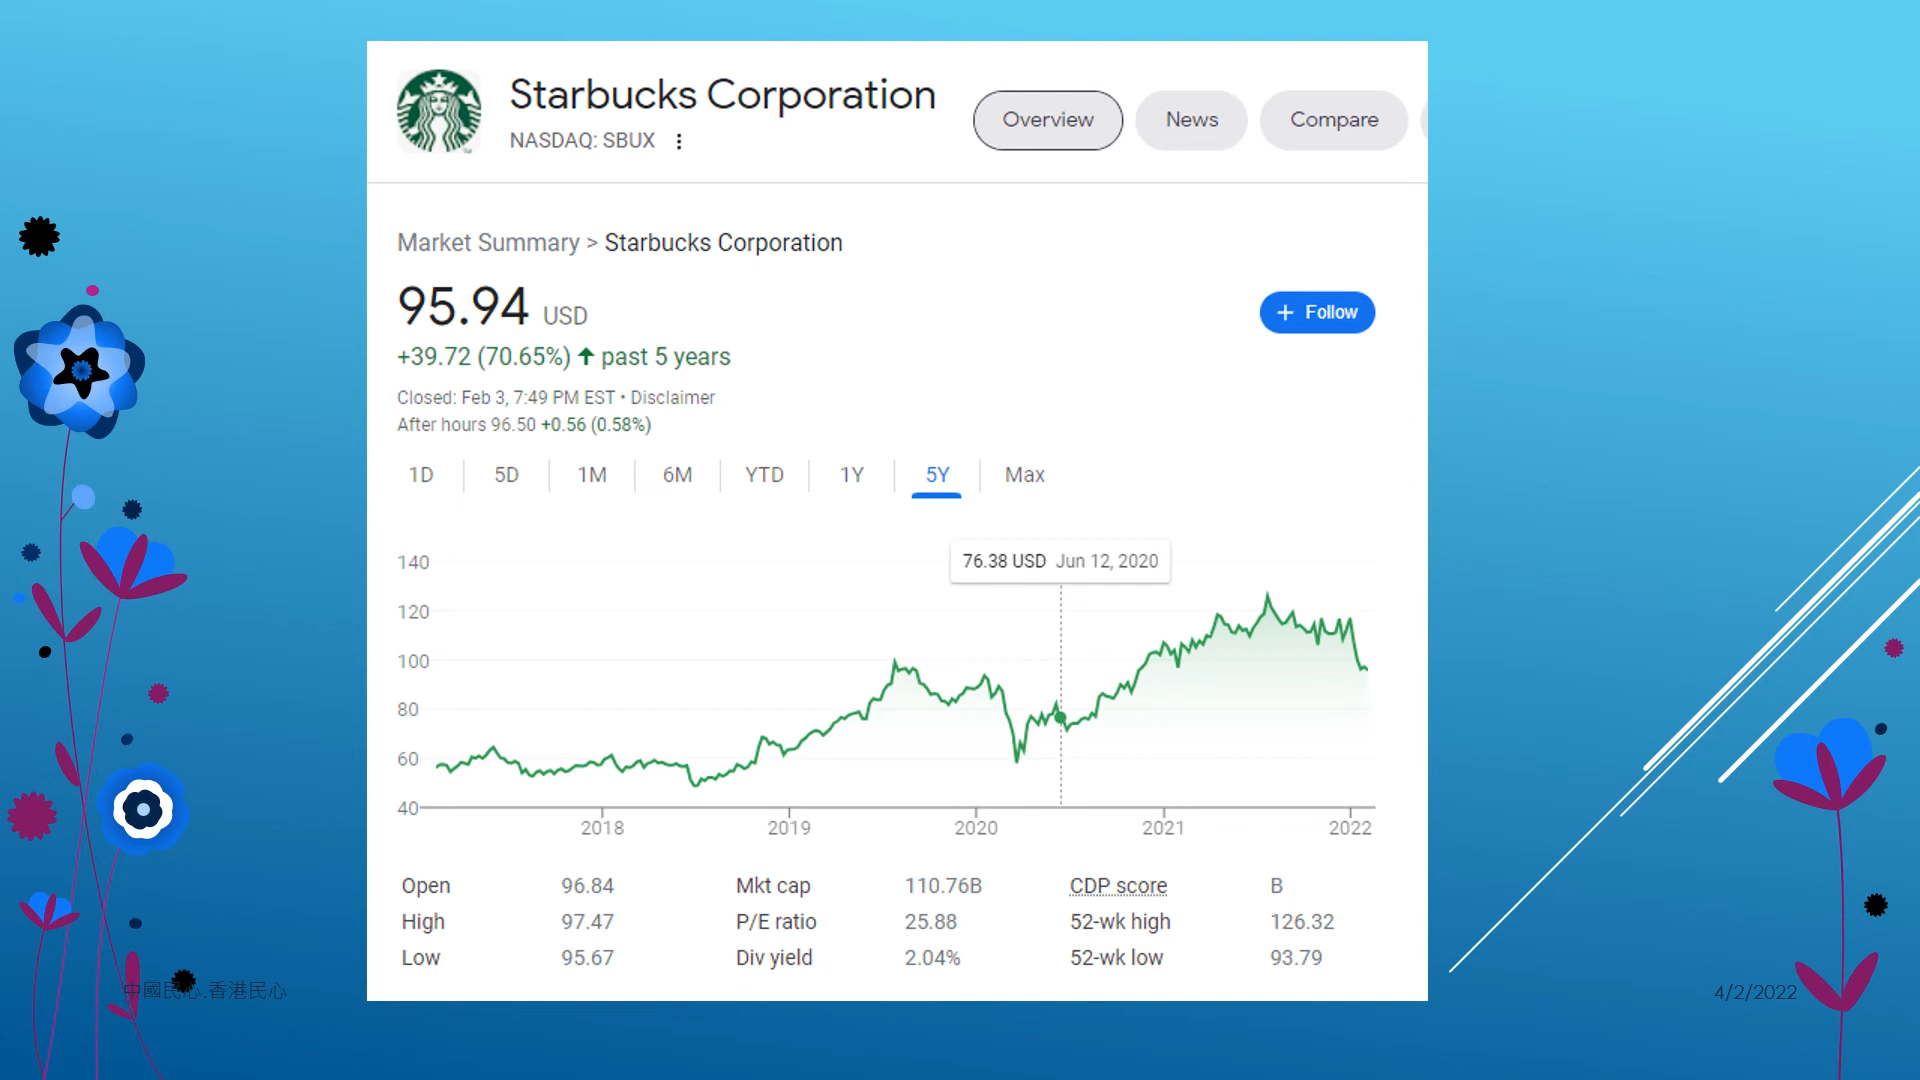 Starbucks Corporation
NASDAQ: SBUX
Overview
News
Compare
Market Summary > Starbucks Corporation
95.94 USD
+ Follow
+39.72 (70.65%) ↑ past 5 years
Closed: Feb 3, 7:49 PM EST • Disclaimer
After hours 96.50 +0.56 (0.58%)
1D 5D 1M 6M YTD 1Y 5Y Max
76.38 USD Jun 12, 2020
140
120
100
80
60
40
2018 2019 2020 2021 2022
Open 96.84 Mkt cap 110.76B CDP score B
High 97.47 P/E ratio 25.88 52-wk high 126.32
Low 95.67 Div yield 2.04% 52-wk low 93.79
中國民心.香港民心
4/2/2022